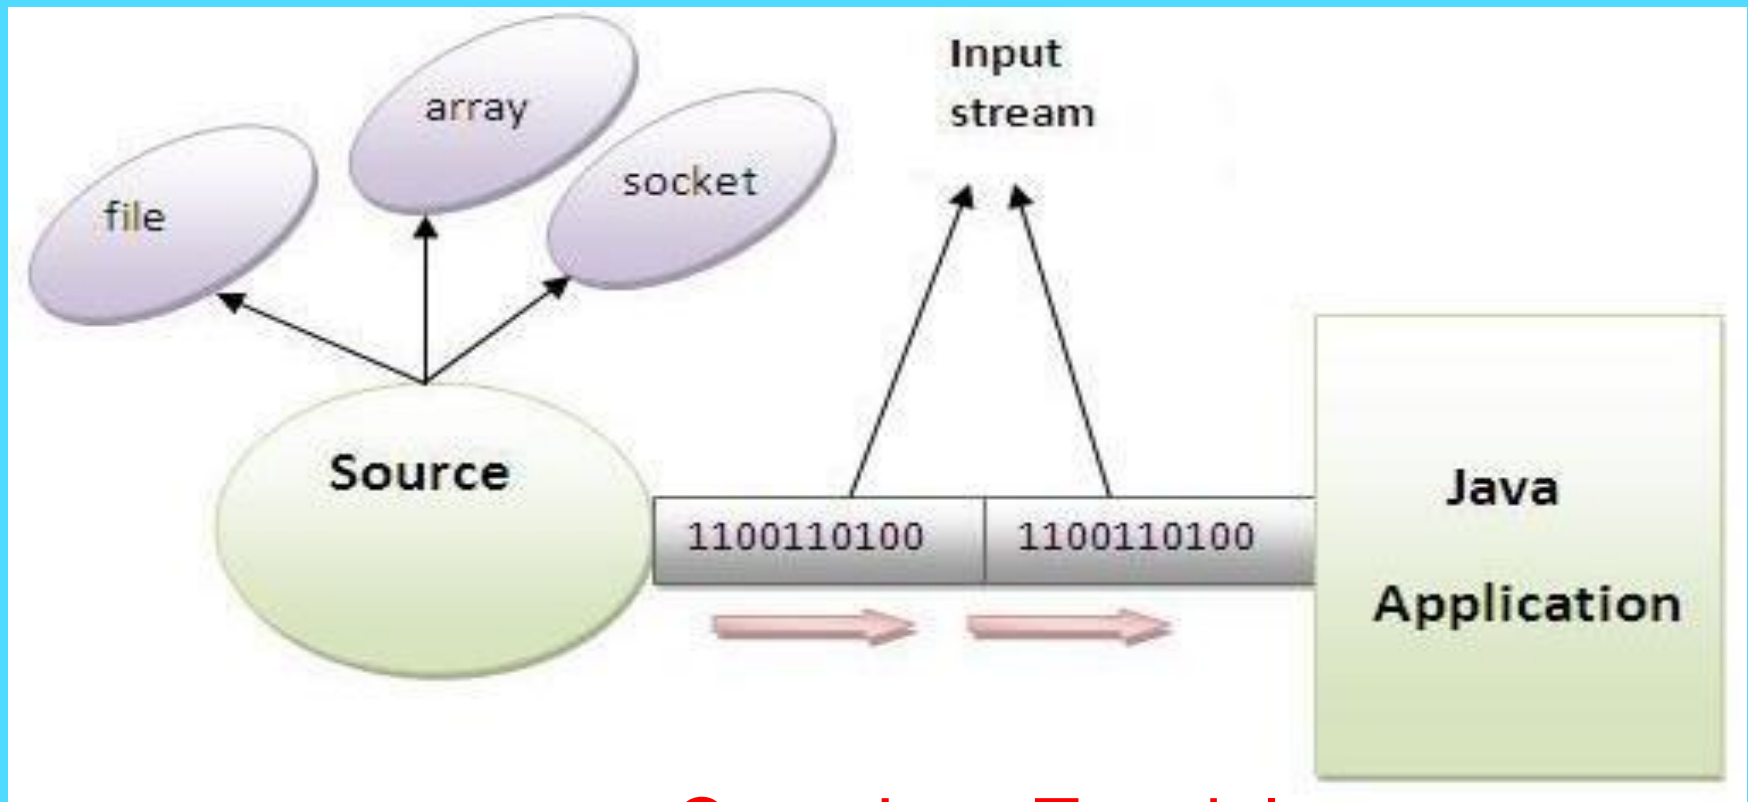 array
Input
stream
socket
file
Source
1100110100 1100110100
Java
Application